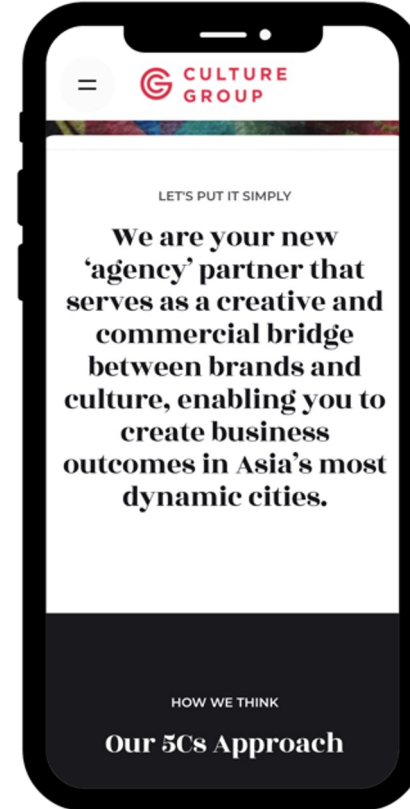 CULTURE
GROUP
LET'S PUT IT SIMPLY
We are your new
‘agency’ partner that
serves as a creative and
commercial bridge
between brands and
culture, enabling you to
create business
outcomes in Asia’s most
dynamic cities.
HOW WE THINK
Our 5Cs Approach